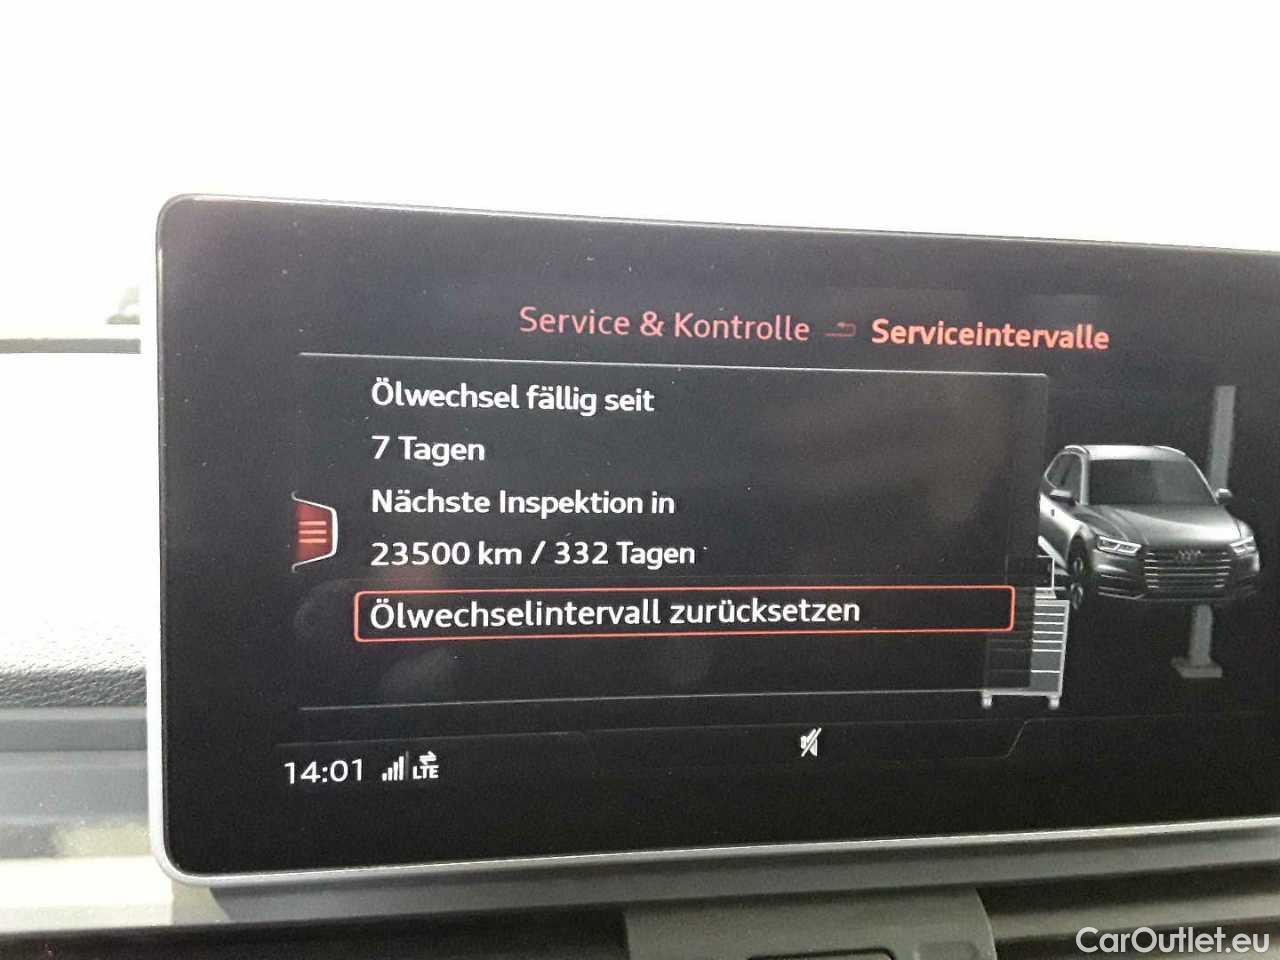 Service & Kontrolle Serviceintervalle
Ölwechsel fällig seit
7 Tagen
Nächste Inspektion in
23500 km / 332 Tagen
Ölwechselintervall zurücksetzen
14:01 LTE
CarOutlet.eu